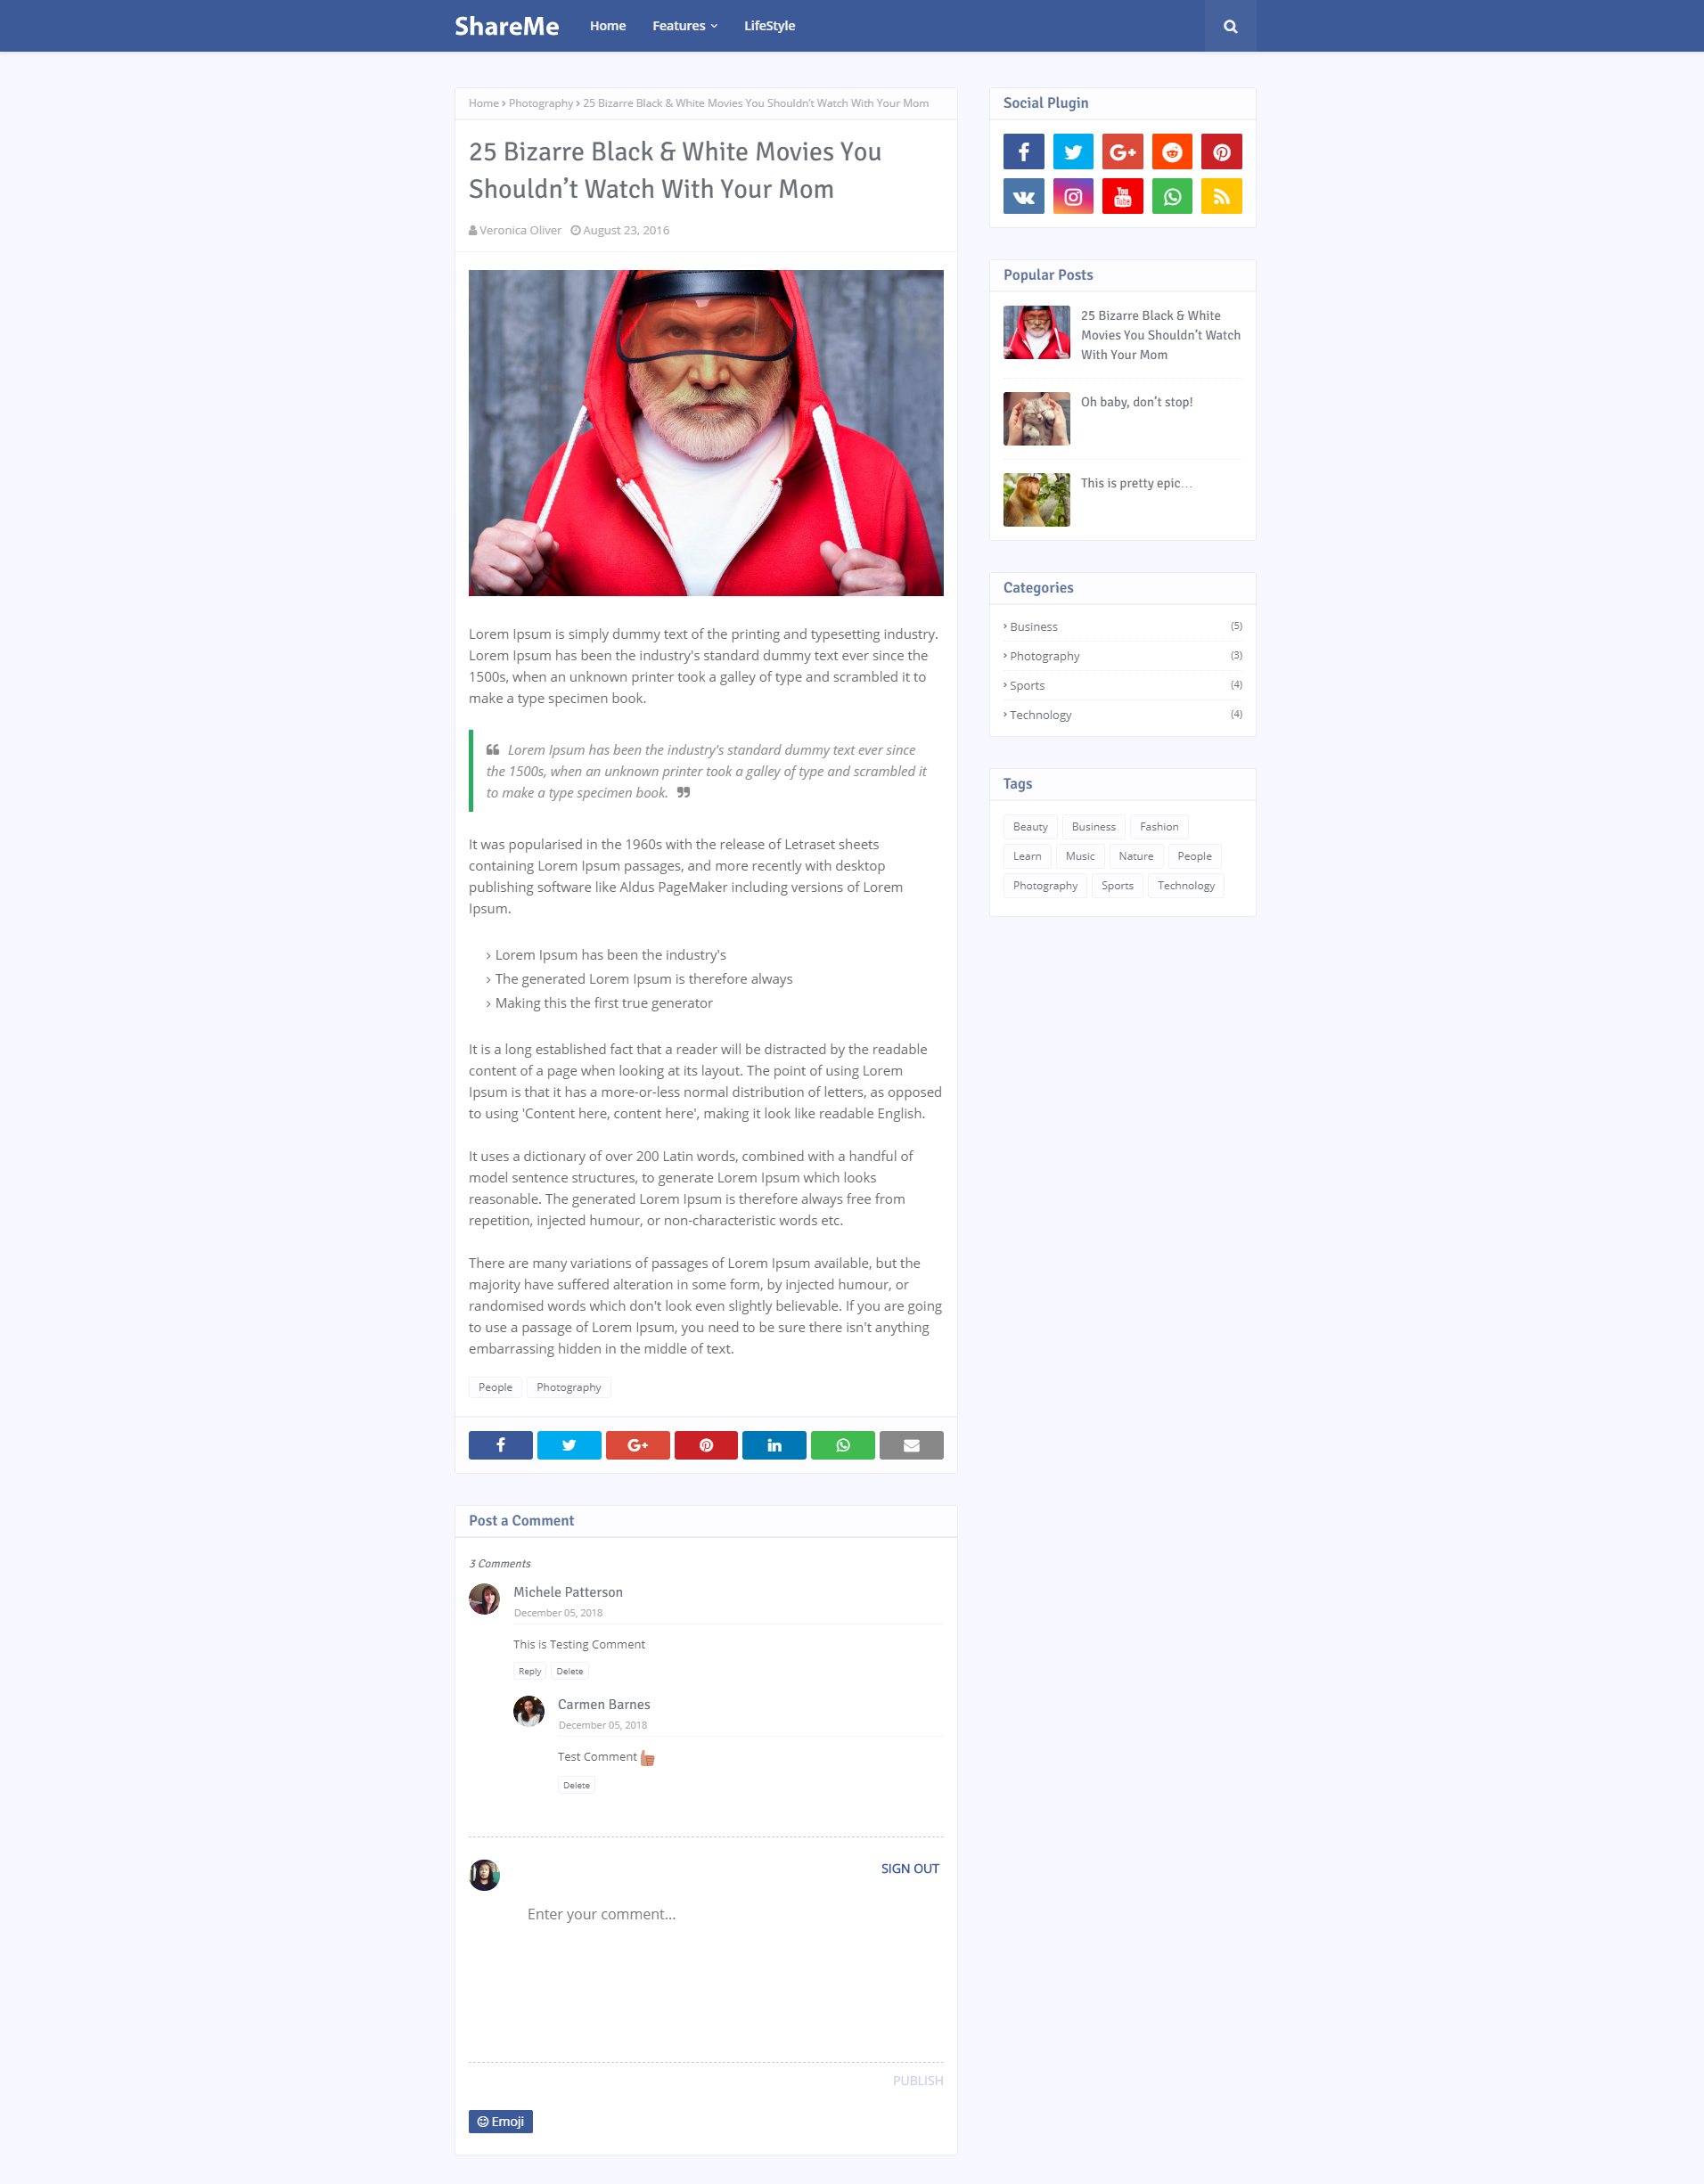 ShareMe
Home
Features
LifeStyle
Home › Photography › 25 Bizarre Black & White Movies You Shouldn’t Watch With Your Mom
25 Bizarre Black & White Movies You
Shouldn’t Watch With Your Mom
Veronica Oliver
August 23, 2016
Lorem Ipsum is simply dummy text of the printing and typesetting industry.
Lorem Ipsum has been the industry's standard dummy text ever since the
1500s, when an unknown printer took a galley of type and scrambled it to
make a type specimen book.
Lorem Ipsum has been the industry's standard dummy text ever since
the 1500s, when an unknown printer took a galley of type and scrambled it
to make a type specimen book.
It was popularised in the 1960s with the release of Letraset sheets
containing Lorem Ipsum passages, and more recently with desktop
publishing software like Aldus PageMaker including versions of Lorem
Ipsum.
› Lorem Ipsum has been the industry's
› The generated Lorem Ipsum is therefore always
› Making this the first true generator
It is a long established fact that a reader will be distracted by the readable
content of a page when looking at its layout. The point of using Lorem
Ipsum is that it has a more-or-less normal distribution of letters, as opposed
to using 'Content here, content here', making it look like readable English.
It uses a dictionary of over 200 Latin words, combined with a handful of
model sentence structures, to generate Lorem Ipsum which looks
reasonable. The generated Lorem Ipsum is therefore always free from
repetition, injected humour, or non-characteristic words etc.
There are many variations of passages of Lorem Ipsum available, but the
majority have suffered alteration in some form, by injected humour, or
randomised words which don't look even slightly believable. If you are going
to use a passage of Lorem Ipsum, you need to be sure there isn't anything
embarrassing hidden in the middle of text.
People
Photography
Post a Comment
3 Comments
Michele Patterson
December 05, 2018
This is Testing Comment
Reply
Delete
Carmen Barnes
December 05, 2018
Test Comment
Delete
SIGN OUT
Enter your comment...
PUBLISH
Emoji
Social Plugin
You Tube
Popular Posts
25 Bizarre Black & White
Movies You Shouldn’t Watch
With Your Mom
Oh baby, don’t stop!
This is pretty epic…
Categories
› Business (5)
› Photography (3)
› Sports (4)
› Technology (4)
Tags
Beauty
Business
Fashion
Learn
Music
Nature
People
Photography
Sports
Technology